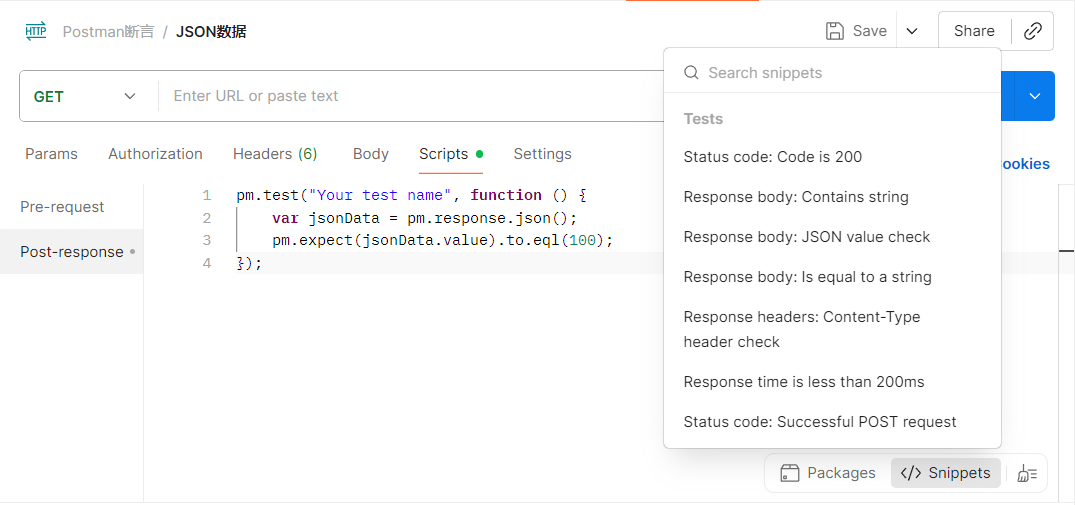 HTTP Postman断言 / JSON数据 Save Share
GET Enter URL or paste text
Search snippets
Params Authorization Headers (6) Body Scripts Settings
ookies
Pre-request
Post-response
1 pm.test("Your test name", function () {
2 var jsonData = pm.response.json();
3 pm.expect(jsonData.value).to.eql(100);
4 });
Tests
Status code: Code is 200
Response body: Contains string
Response body: JSON value check
Response body: Is equal to a string
Response headers: Content-Type
header check
Response time is less than 200ms
Status code: Successful POST request
Packages </> Snippets